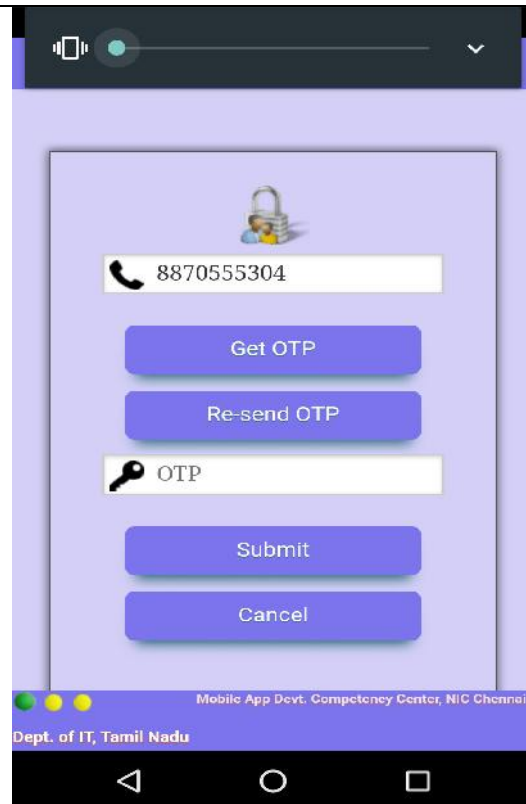 8870555304
Get OTP
Re-send OTP
OTP
Submit
Cancel
Mobile App Devt. Competency Center, NIC Chennai
Dept. of IT, Tamil Nadu